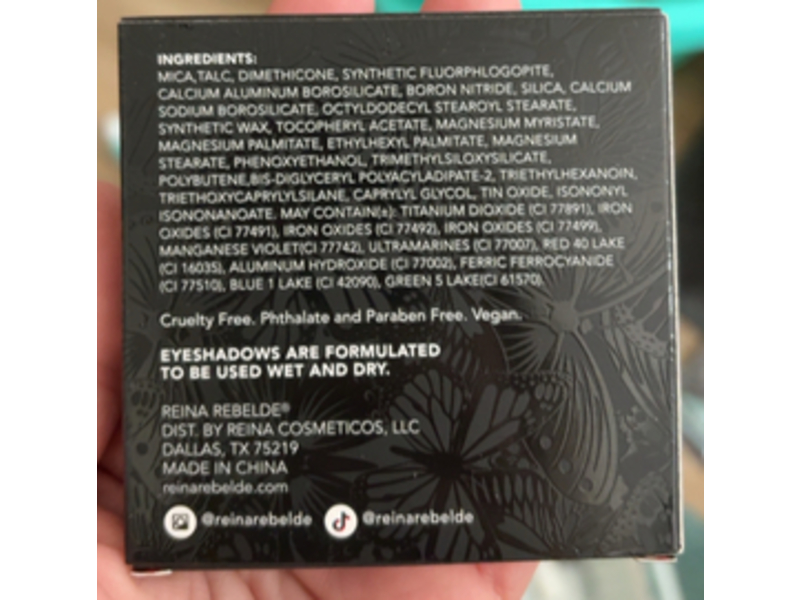 INGREDIENTS:
MICA,TALC, DIMETHICONE, SYNTHETIC FLUORPHLOGOPITE,
CALCIUM ALUMINUM BOROSILICATE, BORON NITRIDE, SILICA, CALCIUM
SODIUM BOROSILICATE, OCTYLDODECYL STEAROYL STEARATE,
SYNTHETIC WAX, TOCOPHERYL ACETATE, MAGNESIUM MYRISTATE,
MAGNESIUM PALMITATE, ETHYLHEXYL PALMITATE, MAGNESIUM
STEARATE, PHENOXYETHANOL, TRIMETHYLSILOXYSILICATE,
POLYBUTENE,BIS-DIGLYCERYL POLYACYLADIPATE-2, TRIETHYLHEXANOIN,
TRIETHOXYCAPRYLYLSILANE, CAPRYLYL GLYCOL, TIN OXIDE, ISONONYL
ISONONANOATE. MAY CONTAIN(±): TITANIUM DIOXIDE (CI 77891), IRON
OXIDES (CI 77491), IRON OXIDES (CI 77492), IRON OXIDES (CI 77499),
MANGANESE VIOLET(CI 77742), ULTRAMARINES (CI 77007), RED 40 LAKE
(CI 16035), ALUMINUM HYDROXIDE (CI 77002), FERRIC FERROCYANIDE
(CI 77510), BLUE 1 LAKE (CI 42090), GREEN 5 LAKE(CI 61570).
Cruelty Free. Phthalate and Paraben Free. Vegan.
EYESHADOWS ARE FORMULATED
TO BE USED WET AND DRY.
REINA REBELDE®
DIST. BY REINA COSMETICOS, LLC
DALLAS, TX 75219
MADE IN CHINA
reinarebelde.com
@reinarebelde @reinarebelde